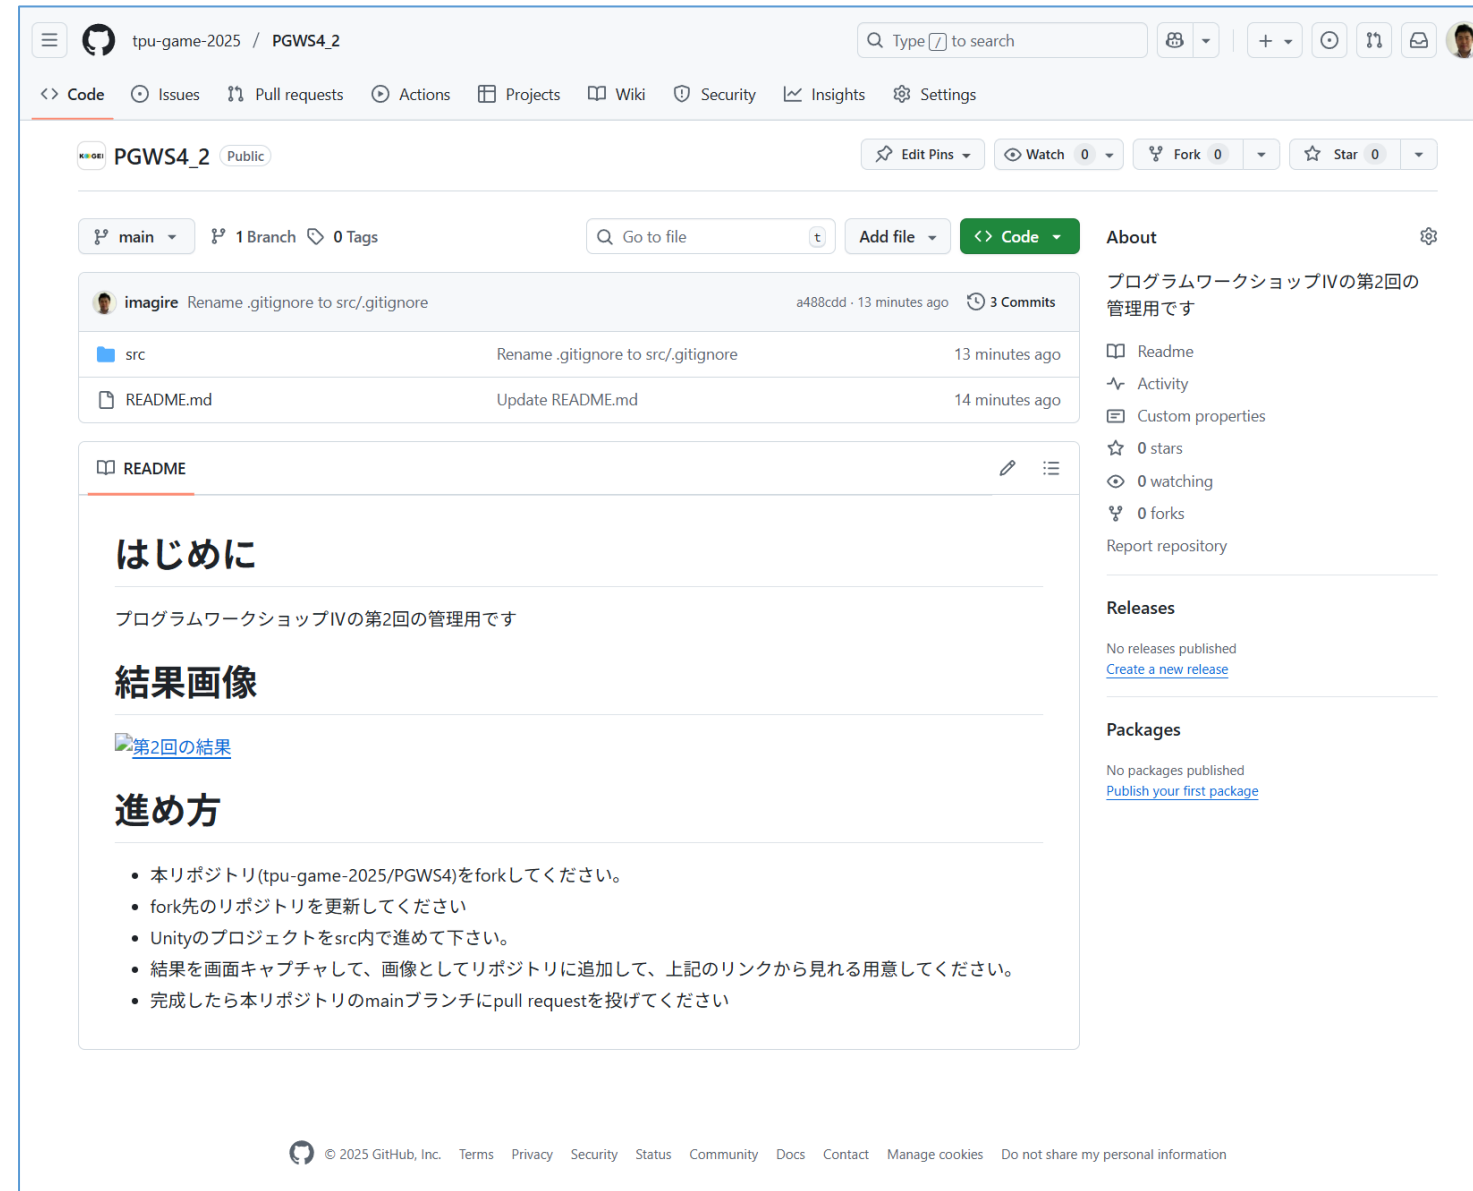 tpu-game-2025 / PGWS4_2
Type / to search
Code Issues Pull requests Actions Projects Wiki Security Insights Settings
KOGEI PGWS4_2 Public
Edit Pins Watch 0 Fork 0 Star 0
main 1 Branch 0 Tags
Go to file t Add file Code
imagire Rename .gitignore to src/.gitignore a488cdd · 13 minutes ago 3 Commits
src Rename .gitignore to src/.gitignore 13 minutes ago
README.md Update README.md 14 minutes ago
README
はじめに
プログラムワークショップIVの第2回の管理用です
結果画像
第2回の結果
進め方
本リポジトリ(tpu-game-2025/PGWS4)をforkしてください。
fork先のリポジトリを更新してください
Unityのプロジェクトをsrc内で進めて下さい。
結果を画面キャプチャして、画像としてリポジトリに追加して、上記のリンクから見れる用意してください。
完成したら本リポジトリのmainブランチにpull requestを投げてください
About
プログラムワークショップIVの第2回の
管理用です
Readme
Activity
Custom properties
0 stars
0 watching
0 forks
Report repository
Releases
No releases published
Create a new release
Packages
No packages published
Publish your first package
© 2025 GitHub, Inc. Terms Privacy Security Status Community Docs Contact Manage cookies Do not share my personal information